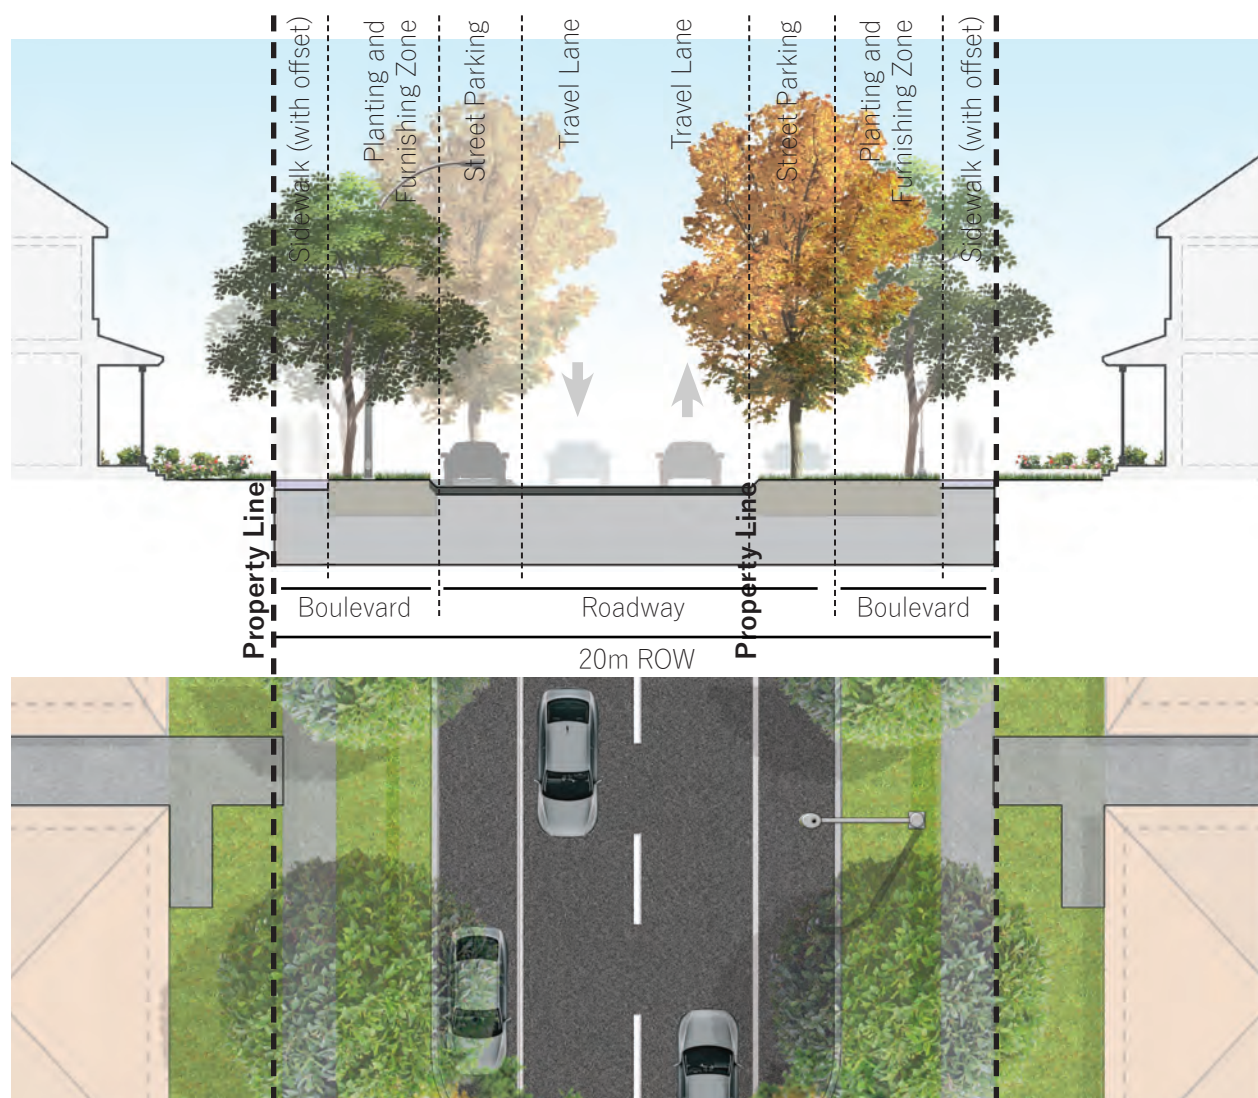 Sidewalk (with offset)
Planting and
Furnishing Zone
Street Parking
Travel Lane
Travel Lane
Street Parking
Planting and
Furnishing Zone
Sidewalk (with offset)
Property Line
Property Line
Boulevard
Roadway
Boulevard
20m ROW